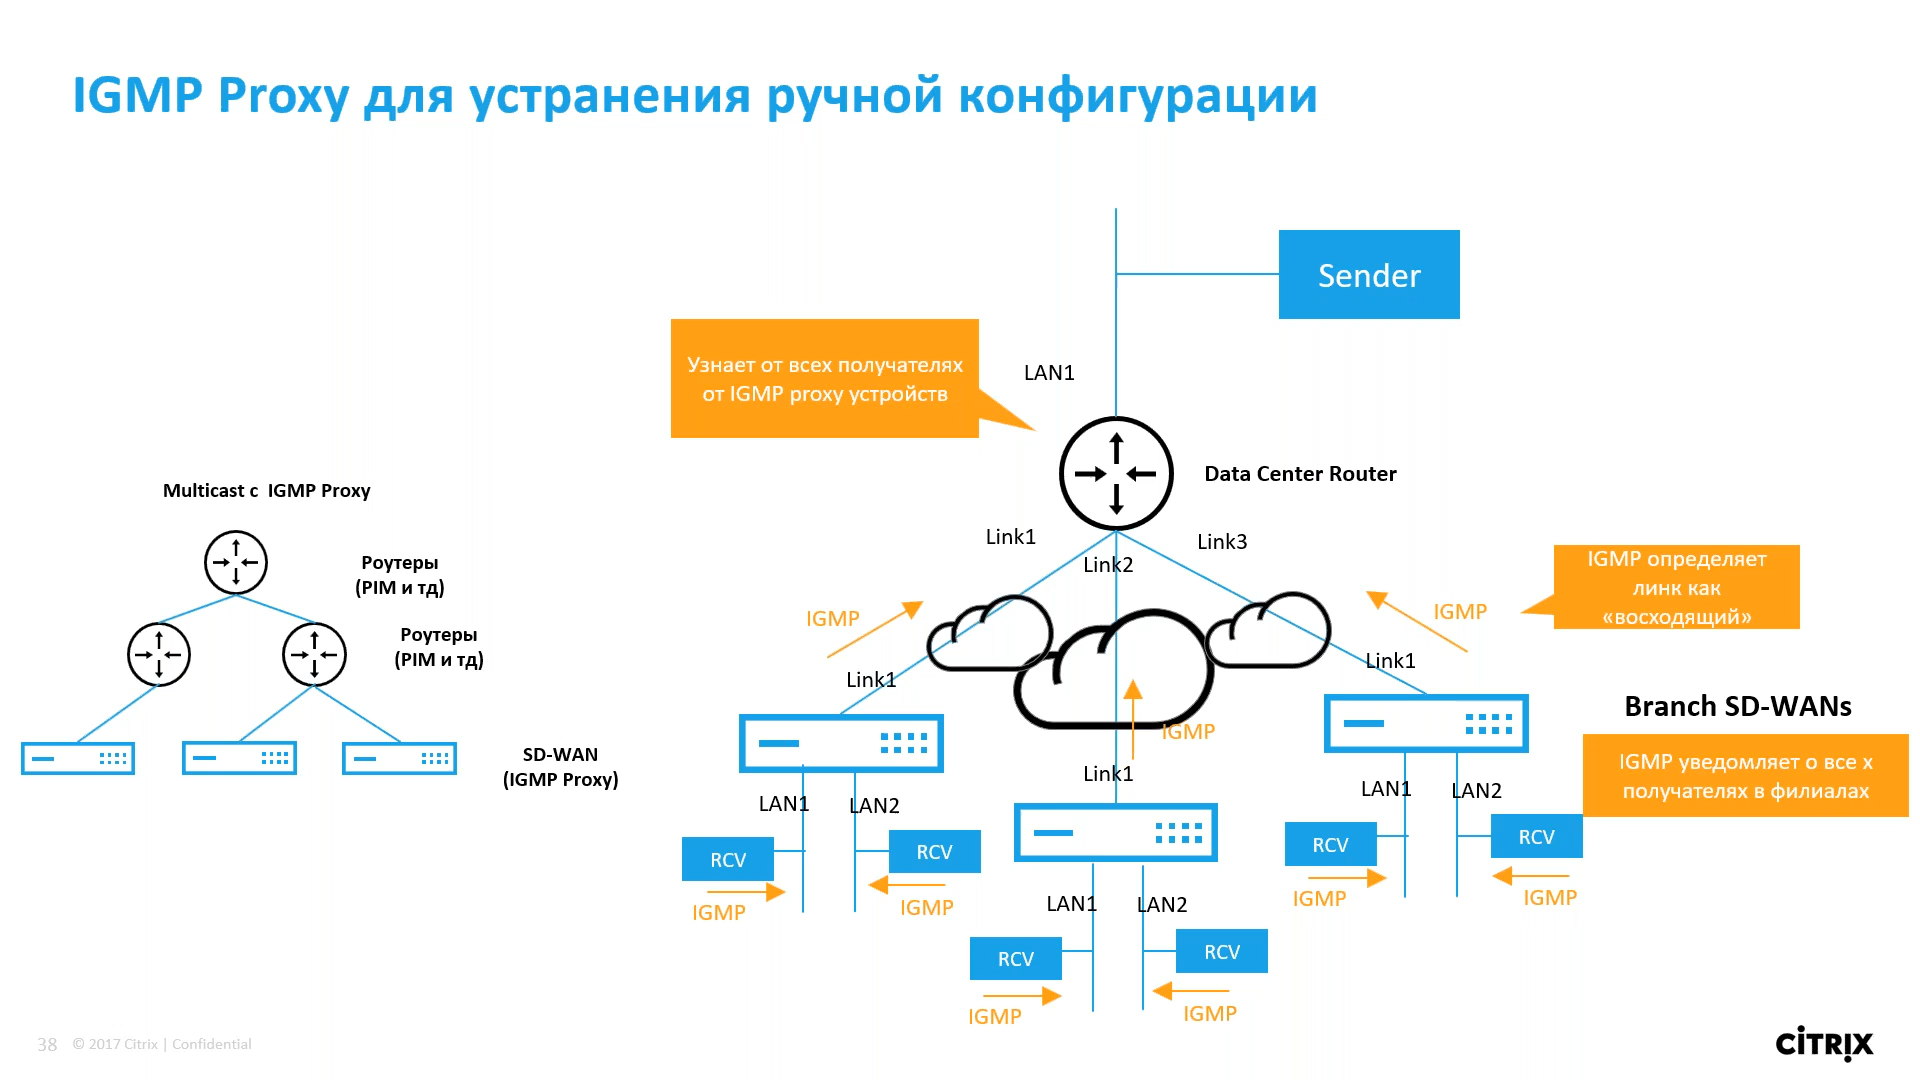 IGMP Proxy для устранения ручной конфигурации
Sender
Узнает от всех получателях
от IGMP proxy устройств
LAN1
Data Center Router
Multicast с  IGMP Proxy
Роутеры
(PIM и тд)
Роутеры
(PIM и тд)
SD-WAN
(IGMP Proxy)
Link1
Link2
Link3
IGMP
IGMP
IGMP определяет
линк как
«восходящий»
Link1
Link1
IGMP
Link1
Branch SD-WANs
IGMP уведомляет о все х
получателях в филиалах
LAN1
LAN2
RCV
RCV
IGMP
IGMP
LAN1
LAN2
RCV
RCV
IGMP
IGMP
LAN1
LAN2
RCV
RCV
IGMP
IGMP
38
© 2017 Citrix | Confidential
CITRIX